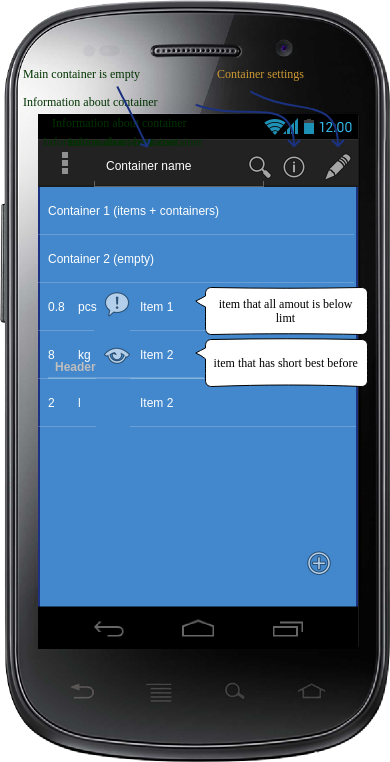 Main container is empty
Container settings
Information about container
Information about container
12:00
Container name
Container 1 (items + containers)
Container 2 (empty)
0.8 pcs Item 1
item that all amout is below
limt
8 kg Item 2
item that has short best before
Header
2 l Item 2